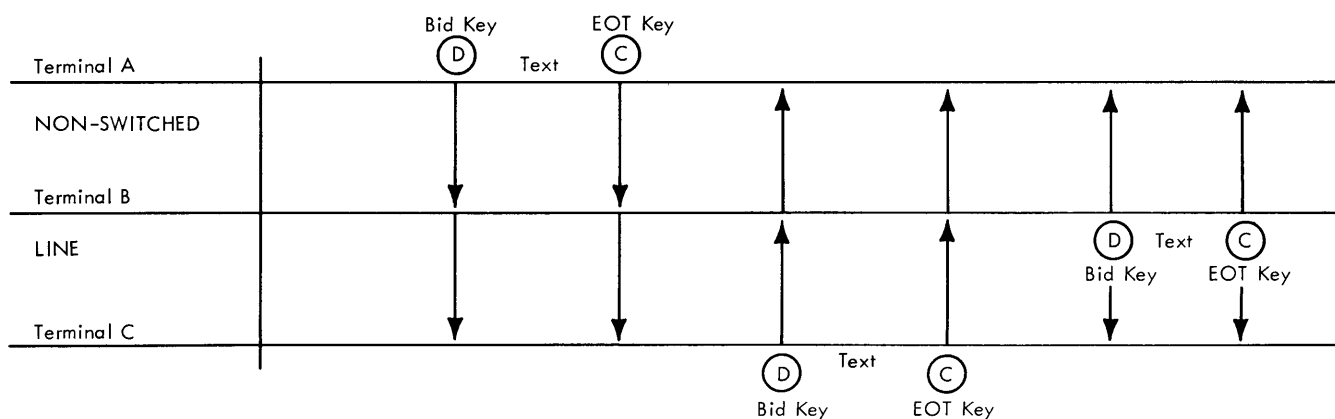 Bid Key EOT Key
D C
Terminal A Text
NON-SWITCHED
Terminal B
LINE
D Text C
Bid Key EOT Key
Terminal C
Text
D C
Bid Key EOT Key